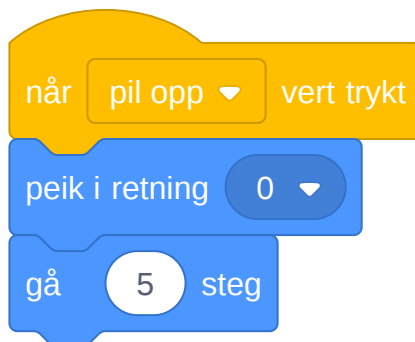 når pil opp vert trykt
peik i retning 0
gå 5 steg